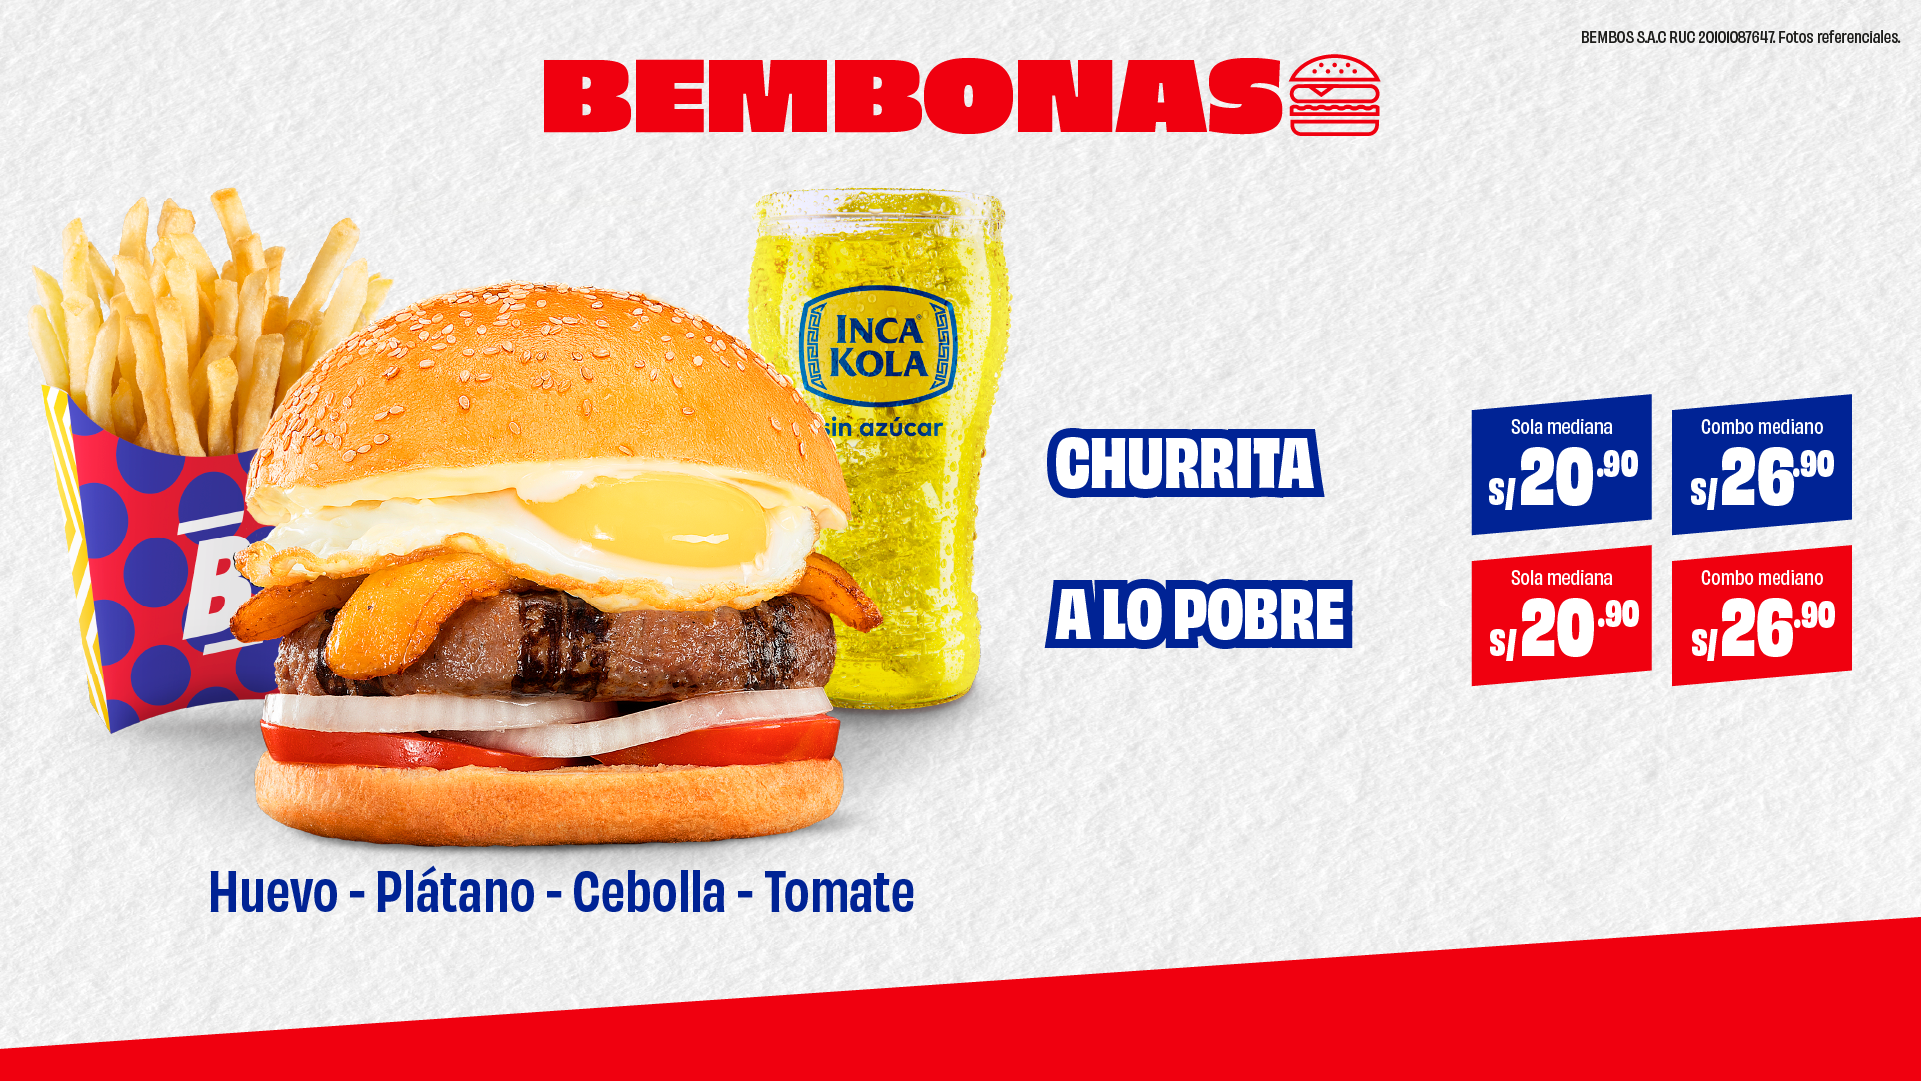 BEMBOS S.A.C RUC 20101087647. Fotos referenciales.
BEMBONAS
INCA
KOLA
sin azúcar
B
CHURRITA
Sola mediana
S/20.90
Combo mediano
S/26.90
A LO POBRE
Sola mediana
S/20.90
Combo mediano
S/26.90
Huevo - Plátano - Cebolla - Tomate